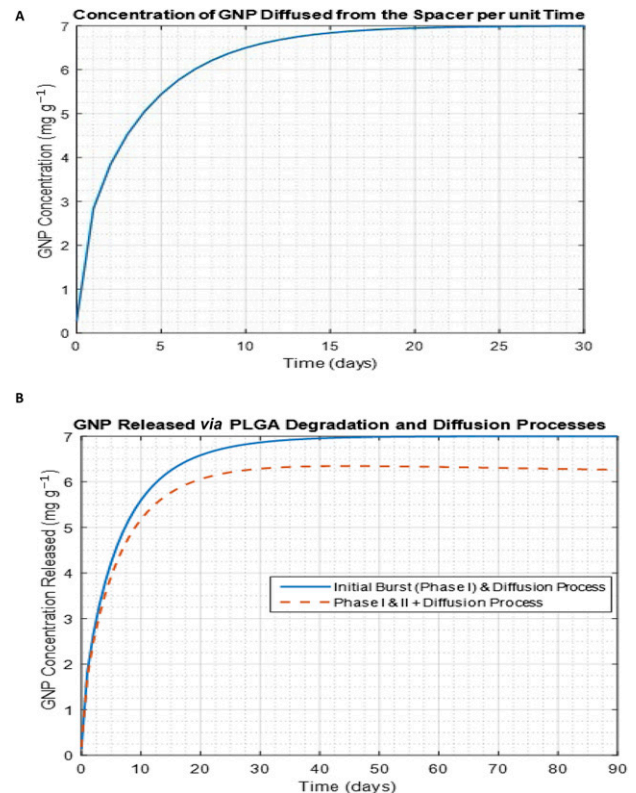 A
Concentration of GNP Diffused from the Spacer per unit Time
GNP Concentration (mg g⁻¹)
7
6
5
4
3
2
1
0
0 5 10 15 20 25 30
Time (days)
B
GNP Released via PLGA Degradation and Diffusion Processes
GNP Concentration Released (mg g⁻¹)
7
6
5
4
3
2
1
0
Initial Burst (Phase I) & Diffusion Process
Phase I & II + Diffusion Process
0 10 20 30 40 50 60 70 80 90
Time (days)